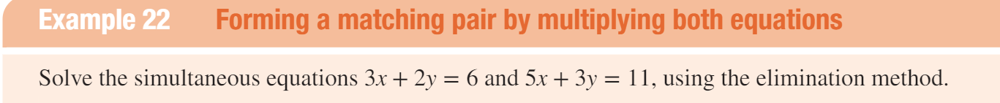 Example 22 Forming a matching pair by multiplying both equations
Solve the simultaneous equations 3x + 2y = 6 and 5x + 3y = 11, using the elimination method.